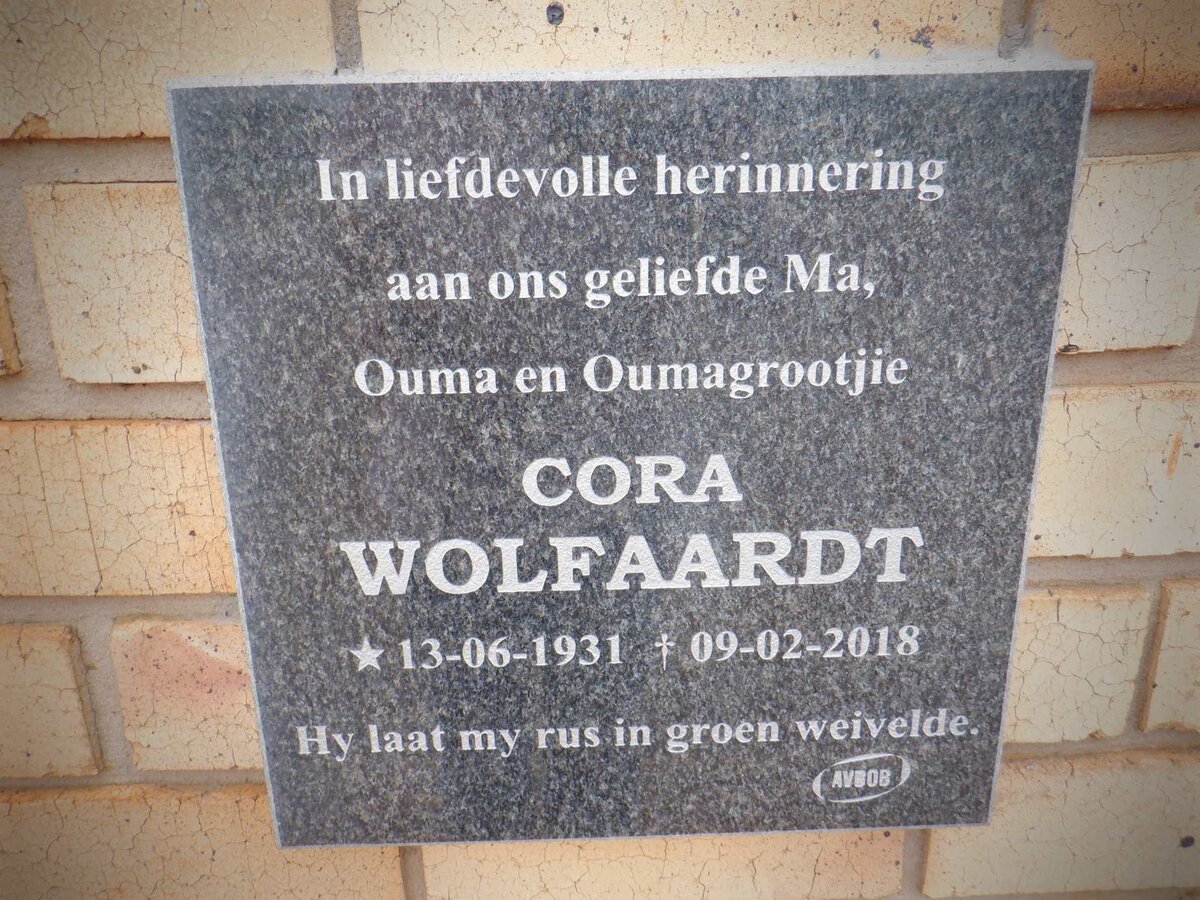 In liefdevolle herinnering
aan ons geliefde Ma,
Ouma en Oumagrootjie
CORA
WOLFAARDT
★ 13-06-1931 † 09-02-2018
Hy laat my rus in groen weivelde.
AVBOB